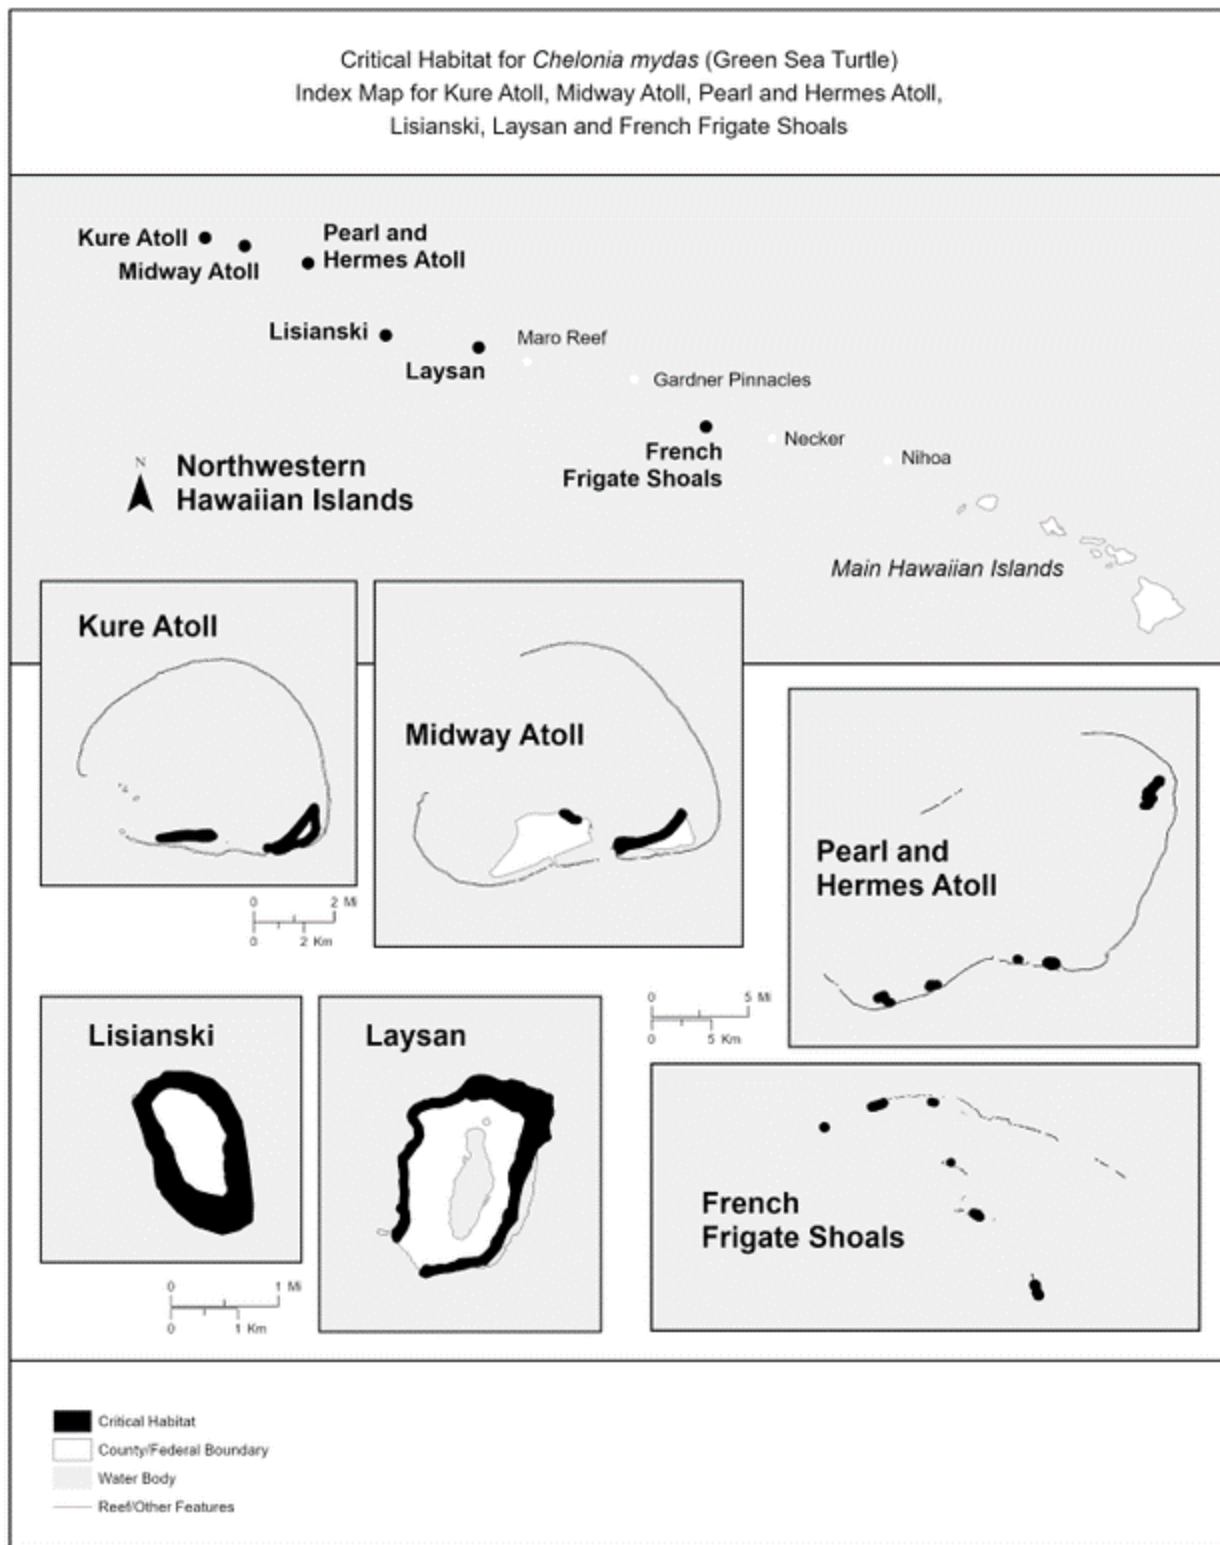 Critical Habitat for Chelonia mydas (Green Sea Turtle)
Index Map for Kure Atoll, Midway Atoll, Pearl and Hermes Atoll,
Lisianski, Laysan and French Frigate Shoals
Kure Atoll
Midway Atoll
Pearl and
Hermes Atoll
Lisianski
Laysan
Maro Reef
Gardner Pinnacles
French
Frigate Shoals
Necker
Nihoa
N
Northwestern
Hawaiian Islands
Main Hawaiian Islands
Kure Atoll
Midway Atoll
Pearl and
Hermes Atoll
0 2 Mi
0 2 Km
Lisianski
Laysan
0 5 Mi
0 5 Km
French
Frigate Shoals
0 1 Mi
0 1 Km
Critical Habitat
County/Federal Boundary
Water Body
Reef/Other Features